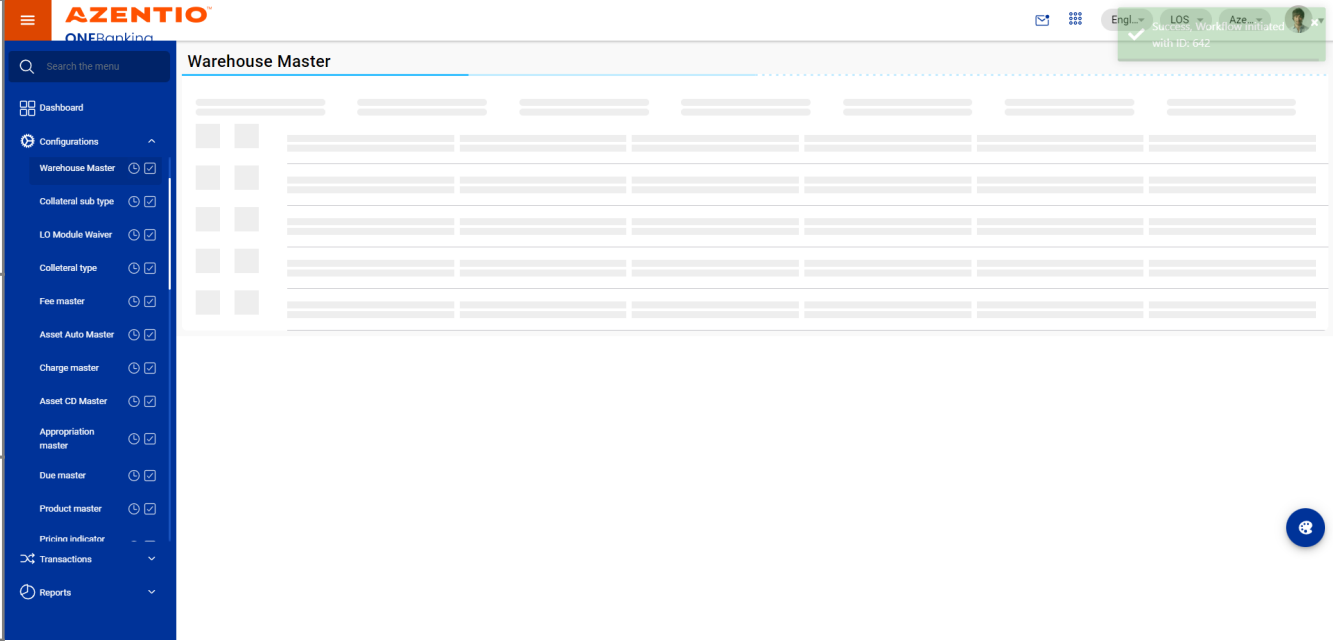 AZENTIO™
ONEBanking
Engl...
LOS
Aze...
Success, Workflow initiated
with ID: 642
Search the menu
Warehouse Master
Dashboard
Configurations
Warehouse Master
Collateral sub type
LO Module Waiver
Colleteral type
Fee master
Asset Auto Master
Charge master
Asset CD Master
Appropriation
master
Due master
Product master
Pricing indicator
Transactions
Reports